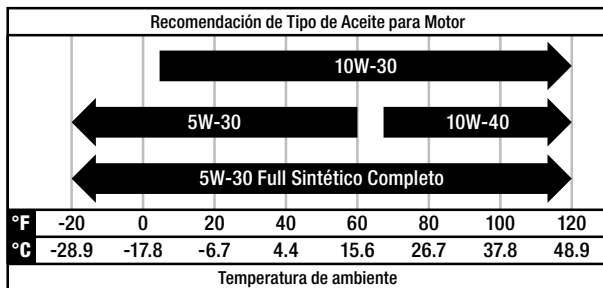 Recomendación de Tipo de Aceite para Motor
10W-30
5W-30 10W-40
5W-30 Full Sintético Completo
°F -20 0 20 40 60 80 100 120
°C -28.9 -17.8 -6.7 4.4 15.6 26.7 37.8 48.9
Temperatura de ambiente